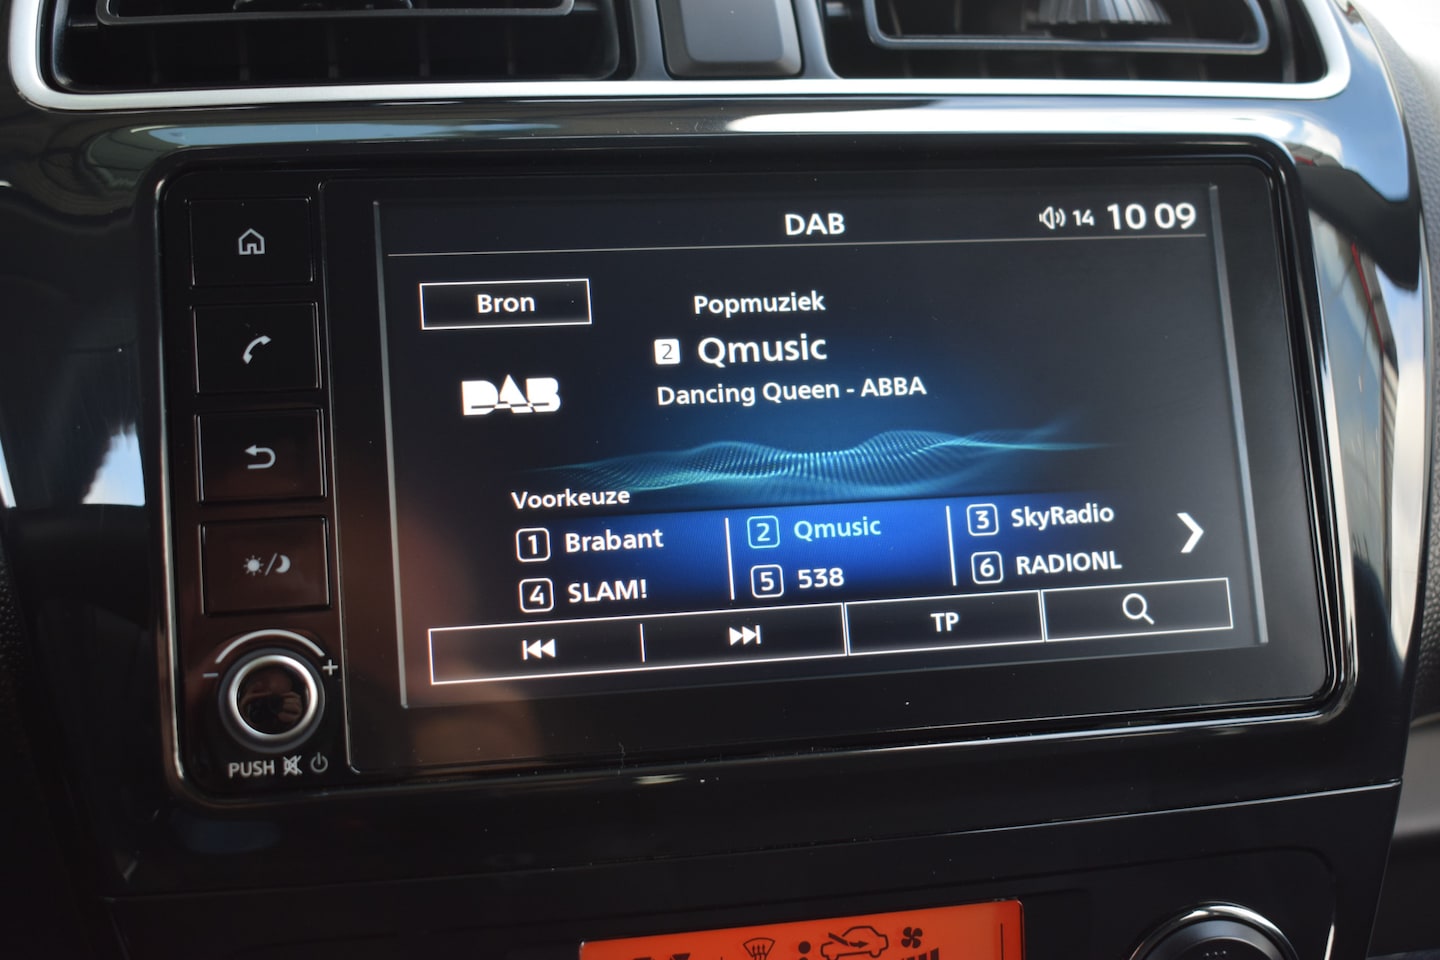 DAB
14 10 09
Bron
Popmuziek
2 Qmusic
DAB
Dancing Queen - ABBA
Voorkeuze
1 Brabant 2 Qmusic 3 SkyRadio
4 SLAM! 5 538 6 RADIONL
TP
- +
PUSH